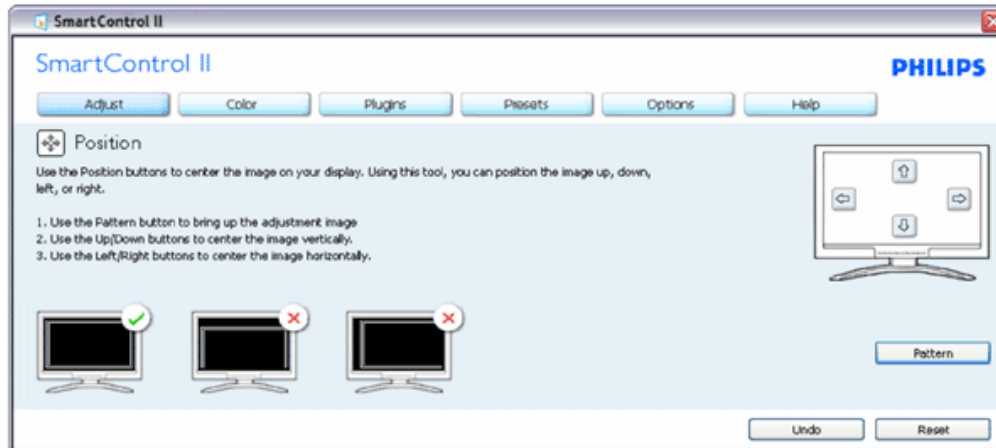 SmartControl II
SmartControl II
PHILIPS
Adjust Color Plugins Presets Options Help
Position
Use the Position buttons to center the image on your display. Using this tool, you can position the image up, down,
left, or right.
1. Use the Pattern button to bring up the adjustment image
2. Use the Up/Down buttons to center the image vertically.
3. Use the Left/Right buttons to center the image horizontally.
Pattern
Undo Reset